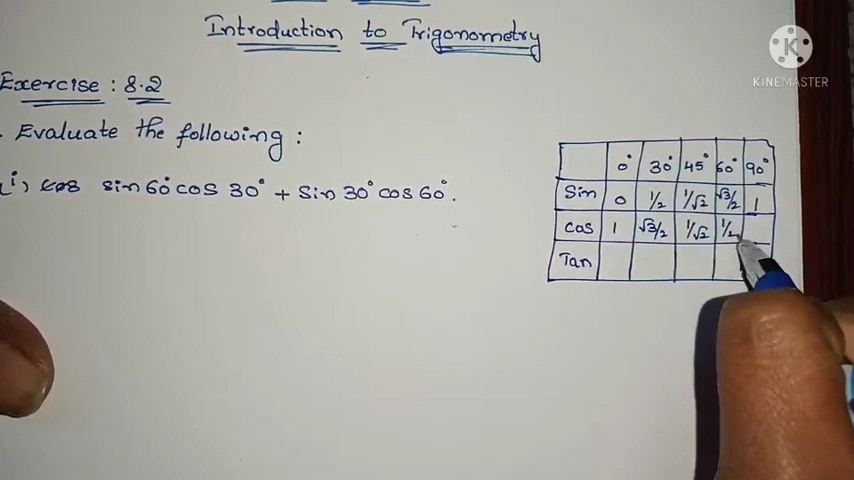 Introduction to Trigonometry
Exercise : 8.2
Evaluate the following :
i) cos sin 60° cos 30° + Sin 30° cos 60°.
0° 30° 45° 60° 90°
Sin 0 1/2 1/√2 √3/2 1
Cos 1 √3/2 1/√2 1/2
Tan
K
KINEMASTER